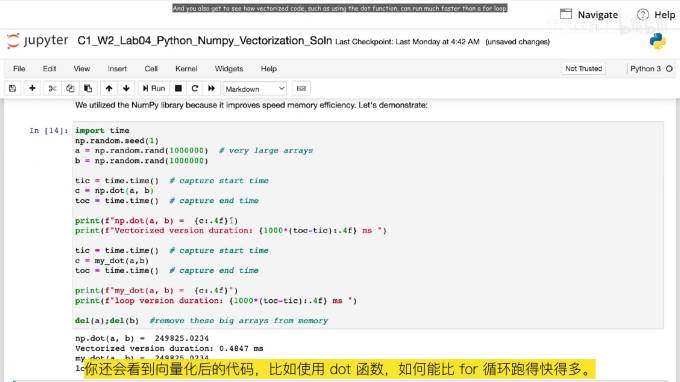 And you also get to see how vectorized code, such as using the dot function, can run much faster than a for loop.
Navigate Help
jupyter C1_W2_Lab04_Python_Numpy_Vectorization_Soln Last Checkpoint: Last Monday at 4:42 AM (unsaved changes)
File Edit View Insert Cell Kernel Widgets Help Not Trusted Python 3
Run Markdown
We utilized the NumPy library because it improves speed memory efficiency. Let's demonstrate:
In [14]: import time
np.random.seed(1)
a = np.random.rand(1000000) # very large arrays
b = np.random.rand(1000000)
tic = time.time() # capture start time
c = np.dot(a, b)
toc = time.time() # capture end time
print(f"np.dot(a, b) = {c:.4f}")
print(f"Vectorized version duration: {1000*(toc-tic):.4f} ms ")
tic = time.time() # capture start time
c = my_dot(a,b)
toc = time.time() # capture end time
print(f"my_dot(a, b) = {c:.4f}")
print(f"loop version duration: {1000*(toc-tic):.4f} ms ")
del(a);del(b) #remove these big arrays from memory
np.dot(a, b) = 249825.0234
Vectorized version duration: 0.4847 ms
你还会看到向量化后的代码，比如使用 dot 函数，如何能比 for 循环跑得快得多。